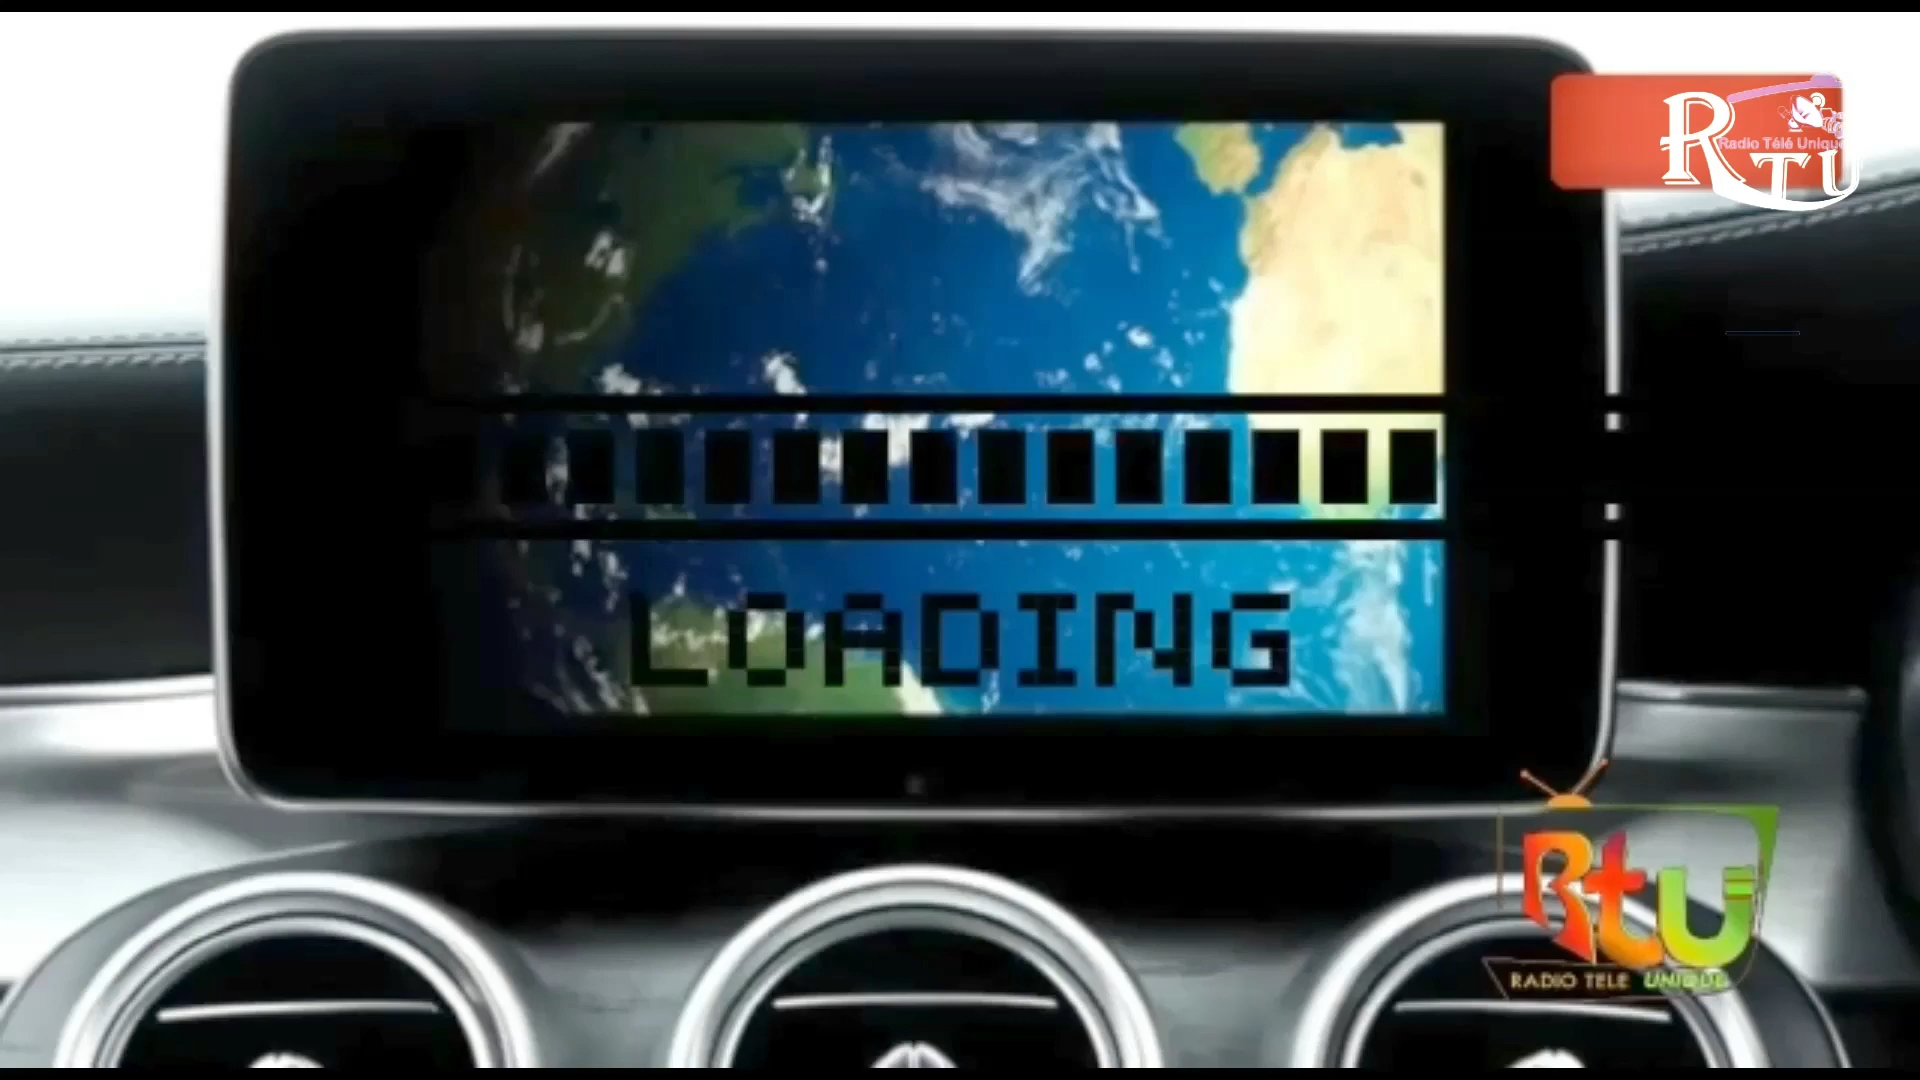 RTU
Radio Télé Unique
LOADING
RTU
RADIO TELE UNIQUE